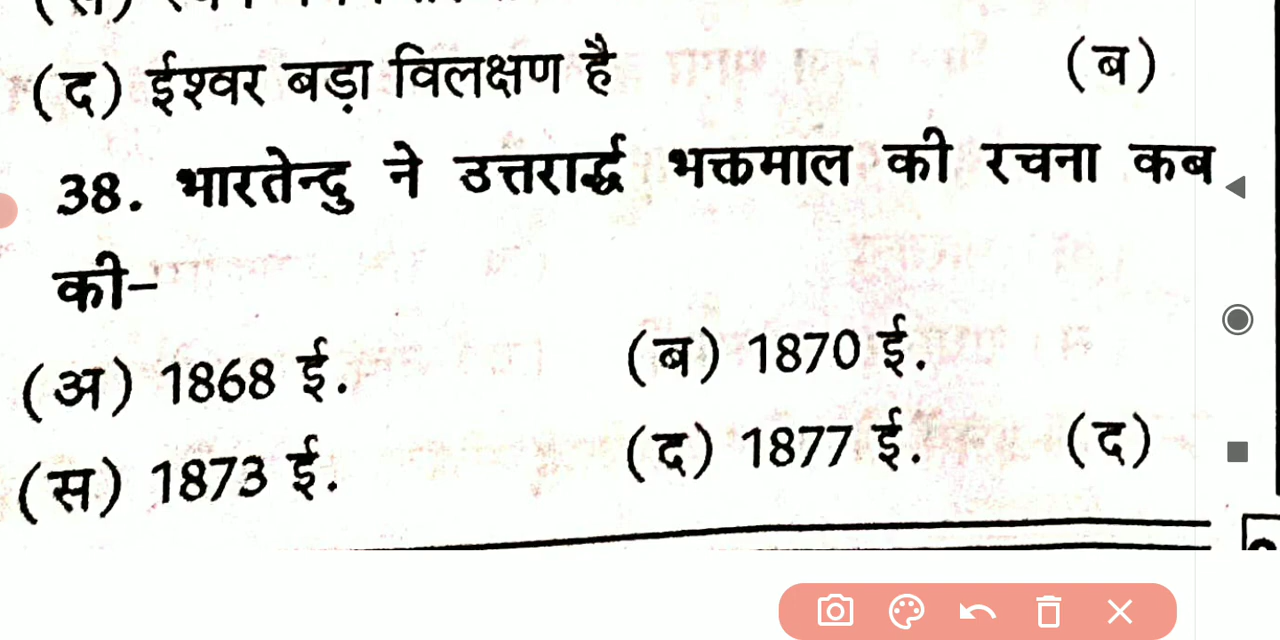 (द) ईश्वर बड़ा विलक्षण है (ब)
38. भारतेन्दु ने उत्तरार्द्ध भक्तमाल की रचना कब
की-
(अ) 1868 ई. (ब) 1870 ई.
(स) 1873 ई. (द) 1877 ई. (द)